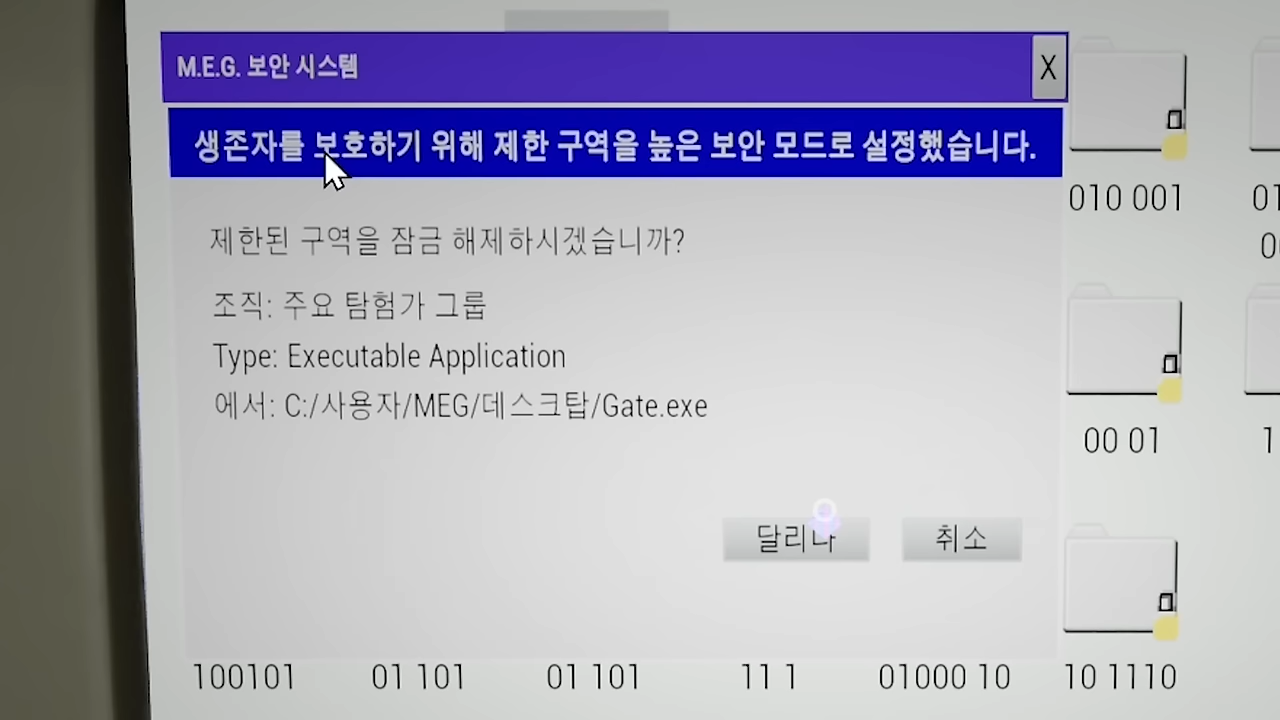 M.E.G. 보안 시스템
X
생존자를 보호하기 위해 제한 구역을 높은 보안 모드로 설정했습니다.
제한된 구역을 잠금 해제하시겠습니까?
조직: 주요 탐험가 그룹
Type: Executable Application
에서: C:/사용자/MEG/데스크탑/Gate.exe
달리다
취소
010 001
00 01
100101
01 101
01 101
11 1
01000 10
10 1110